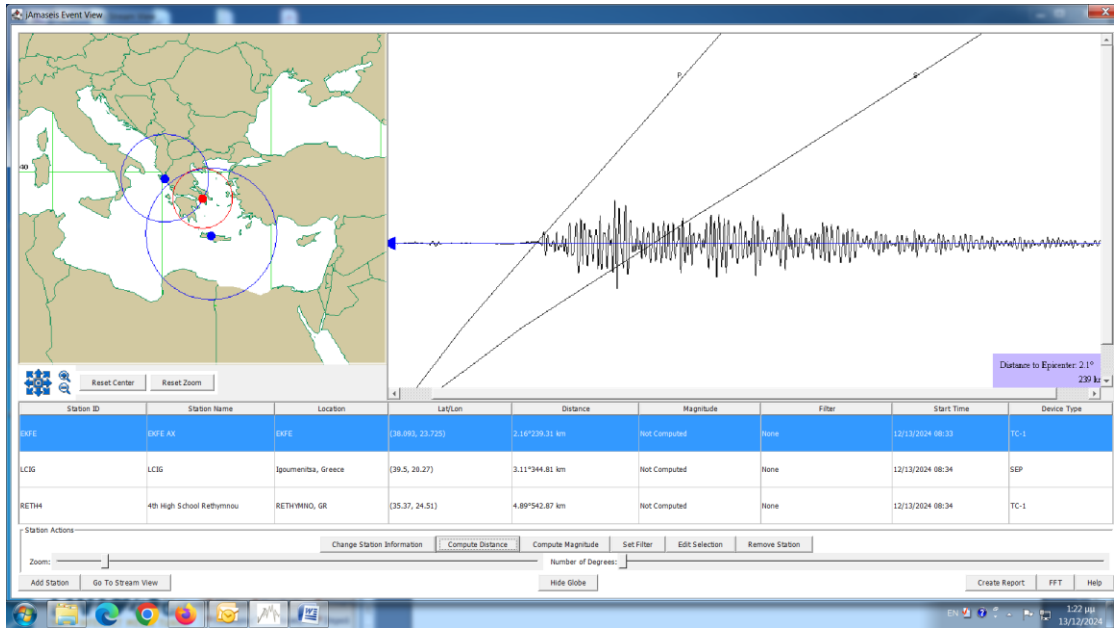 jAmaseis Event View
40
P
S
Distance to Epicenter: 2.1°
239 k
Reset Center
Reset Zoom
Station ID Station Name Location Lat/Lon Distance Magnitude Filter Start Time Device Type
EKFE EKFE AX EKFE (38.093, 23.725) 2.16°239.31 km Not Computed None 12/13/2024 08:33 TC-1
LCIG LCIG Igoumenitsa, Greece (39.5, 20.27) 3.11°344.81 km Not Computed None 12/13/2024 08:34 SEP
RETH4 4th High School Rethymnou RETHYMNO, GR (35.37, 24.51) 4.89°542.87 km Not Computed None 12/13/2024 08:34 TC-1
Station Actions
Change Station Information Compute Distance Compute Magnitude Set Filter Edit Selection Remove Station
Zoom: Number of Degrees:
Add Station Go To Stream View Hide Globe Create Report FFT Help
EN 1:22 μμ
13/12/2024